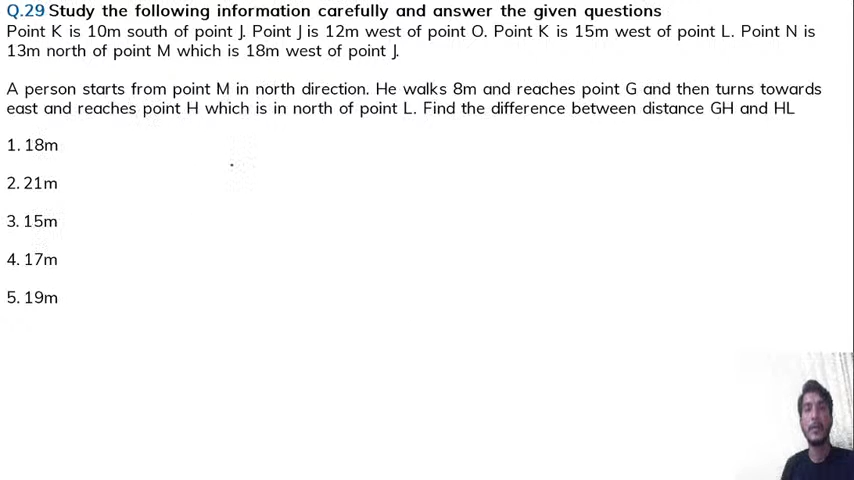 Q.29 Study the following information carefully and answer the given questions
Point K is 10m south of point J. Point J is 12m west of point O. Point K is 15m west of point L. Point N is
13m north of point M which is 18m west of point J.
A person starts from point M in north direction. He walks 8m and reaches point G and then turns towards
east and reaches point H which is in north of point L. Find the difference between distance GH and HL
1. 18m
2. 21m
3. 15m
4. 17m
5. 19m